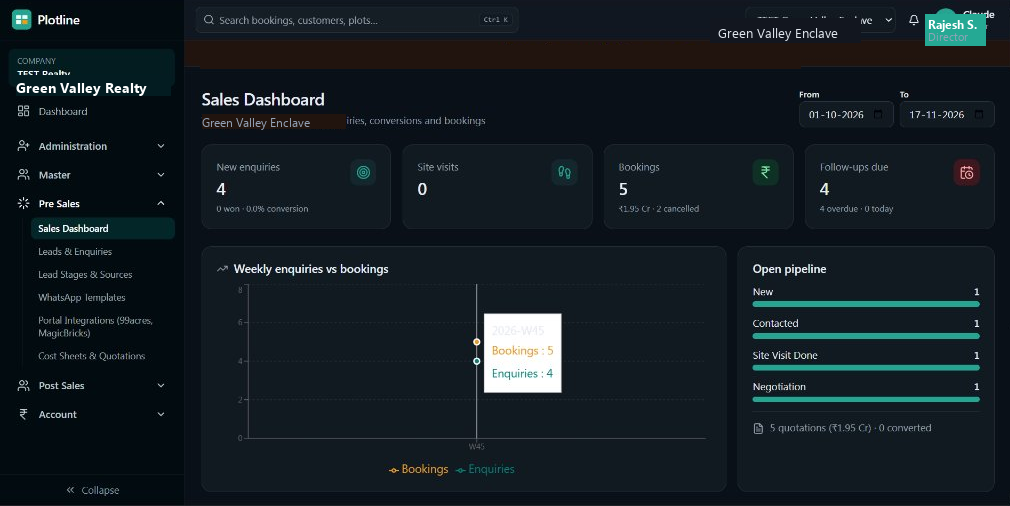 Plotline
Search bookings, customers, plots...
Ctrl K
Green Valley Enclave
Rajesh S.
Director
COMPANY
Green Valley Realty
Dashboard
Administration
Master
Pre Sales
Sales Dashboard
Leads & Enquiries
Lead Stages & Sources
WhatsApp Templates
Portal Integrations (99acres,
MagicBricks)
Cost Sheets & Quotations
Post Sales
Account
Collapse
Sales Dashboard
Green Valley Enclave
conversions and bookings
From
To
01-10-2026
17-11-2026
New enquiries
4
0 won · 0.0% conversion
Site visits
0
Bookings
5
₹1.95 Cr · 2 cancelled
Follow-ups due
4
4 overdue · 0 today
Weekly enquiries vs bookings
8
6
4
2
0
2026-W45
Bookings : 5
Enquiries : 4
W45
Bookings
Enquiries
Open pipeline
New 1
Contacted 1
Site Visit Done 1
Negotiation 1
5 quotations (₹1.95 Cr) · 0 converted